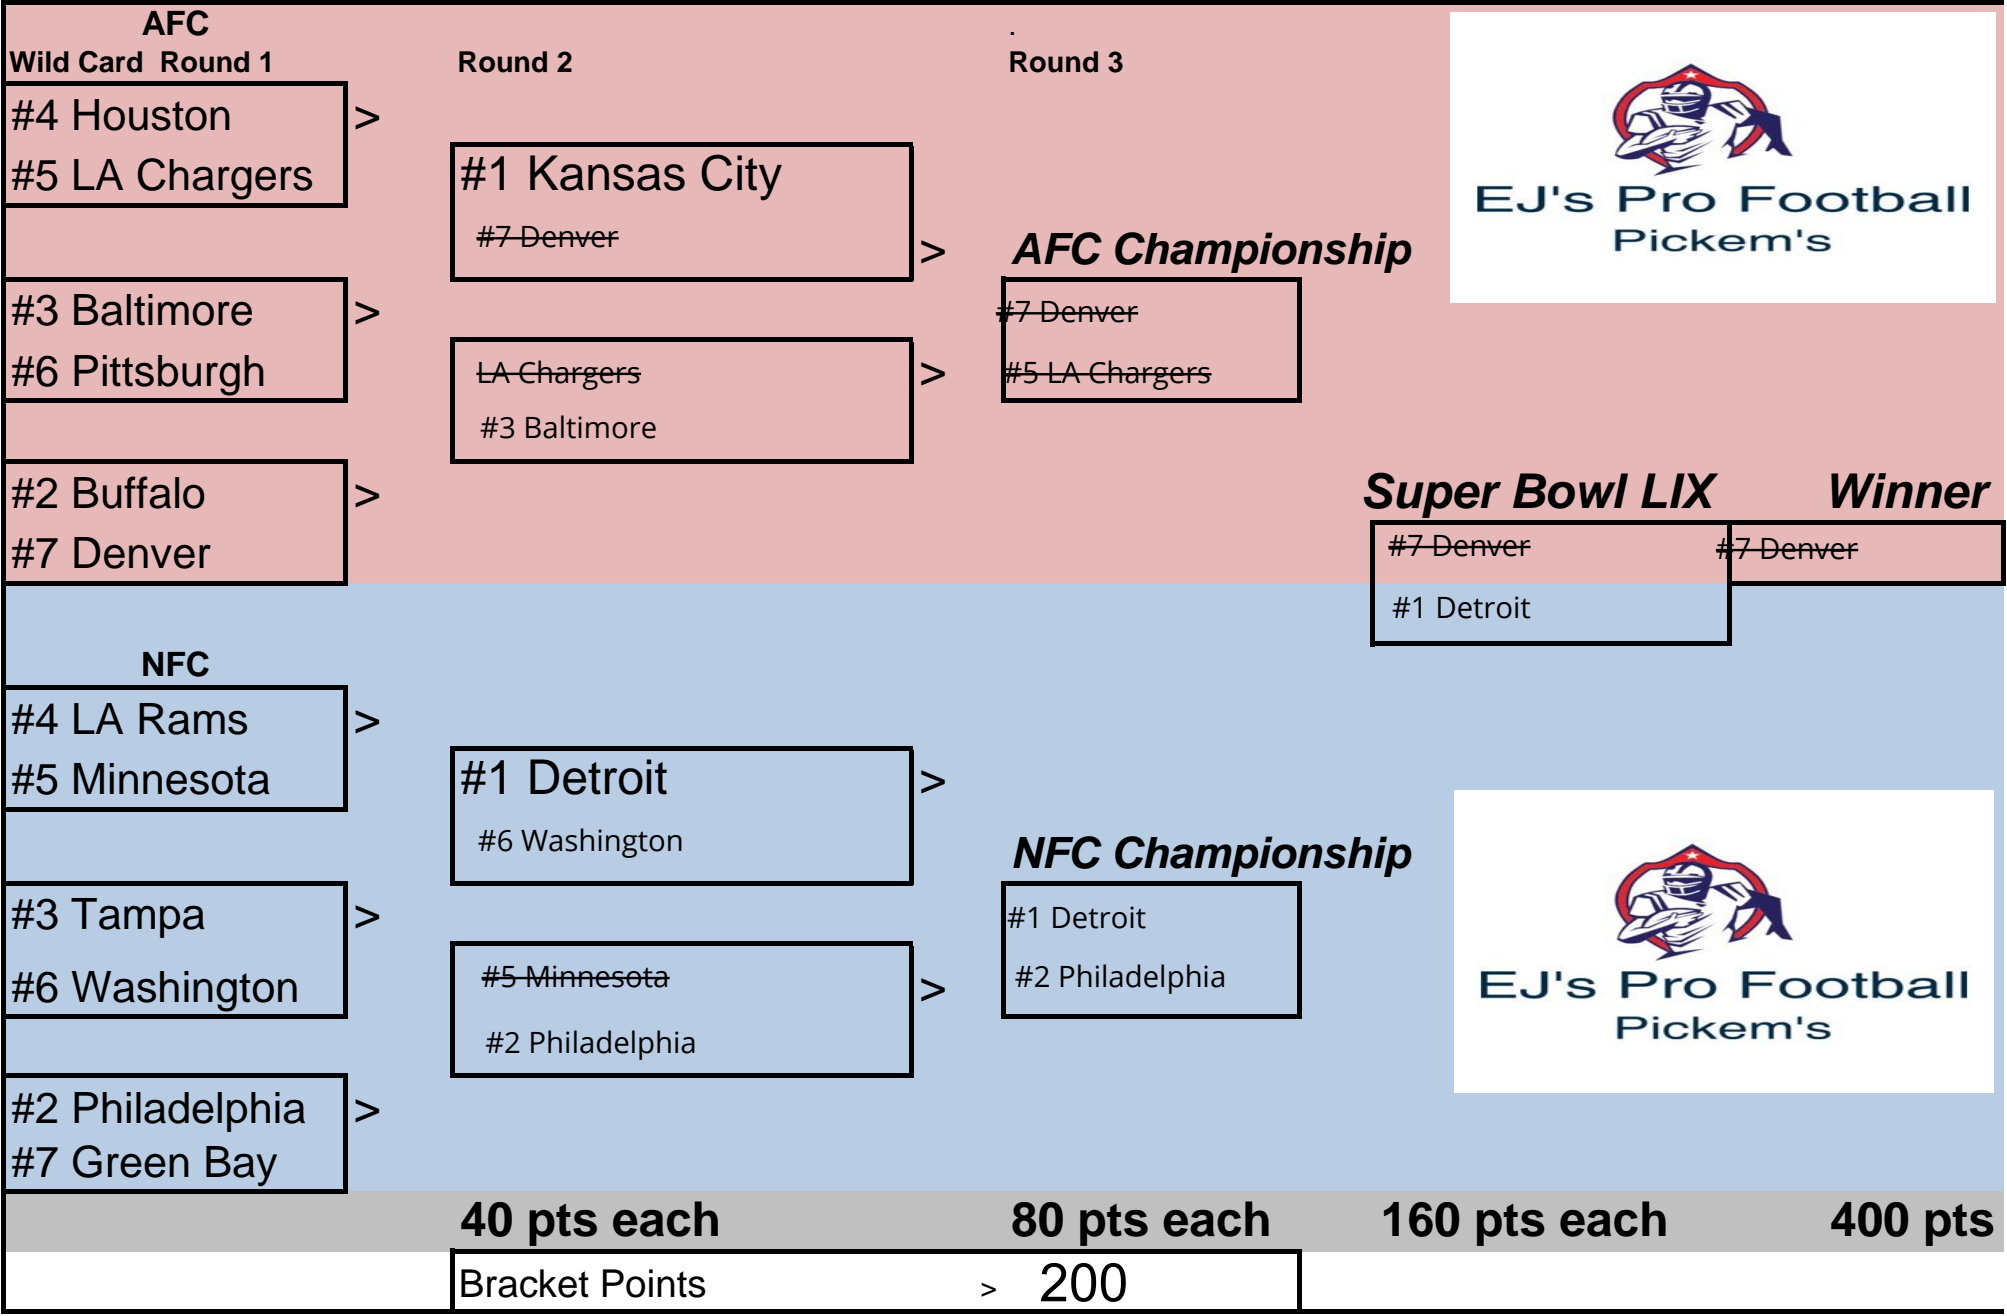 AFC
.
Wild Card  Round 1
Round 2
Round 3
#4 Houston
>
#5 LA Chargers
#1 Kansas City
#7 Denver
>
AFC Championship
EJ's Pro Football
Pickem's
#3 Baltimore
>
#7 Denver
#6 Pittsburgh
LA Chargers
>
#5 LA Chargers
#3 Baltimore
#2 Buffalo
>
Super Bowl LIX
Winner
#7 Denver
#7 Denver
#7 Denver
#1 Detroit
NFC
#4 LA Rams
>
#5 Minnesota
#1 Detroit
>
#6 Washington
NFC Championship
#3 Tampa
>
#1 Detroit
#6 Washington
#5 Minnesota
>
#2 Philadelphia
EJ's Pro Football
Pickem's
#2 Philadelphia
#2 Philadelphia
>
#7 Green Bay
40 pts each
80 pts each
160 pts each
400 pts
Bracket Points
>
200